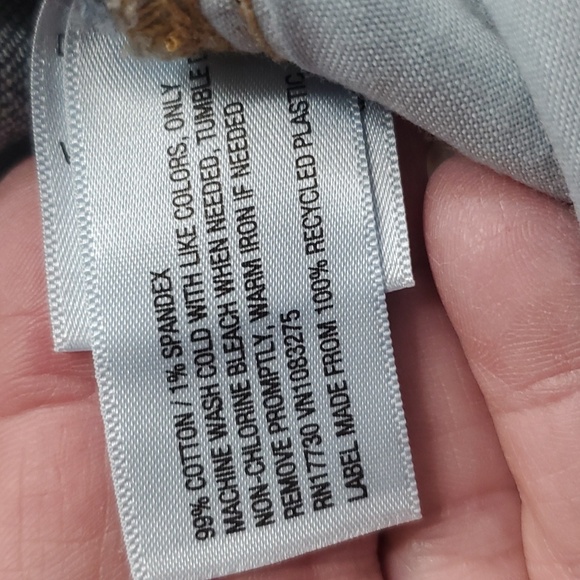 99% COTTON / 1% SPANDEX
MACHINE WASH COLD WITH LIKE COLORS, ONLY
NON-CHLORINE BLEACH WHEN NEEDED, TUMBLE
REMOVE PROMPTLY, WARM IRON IF NEEDED
RN17730 VN1083275
LABEL MADE FROM 100% RECYCLED PLASTIC